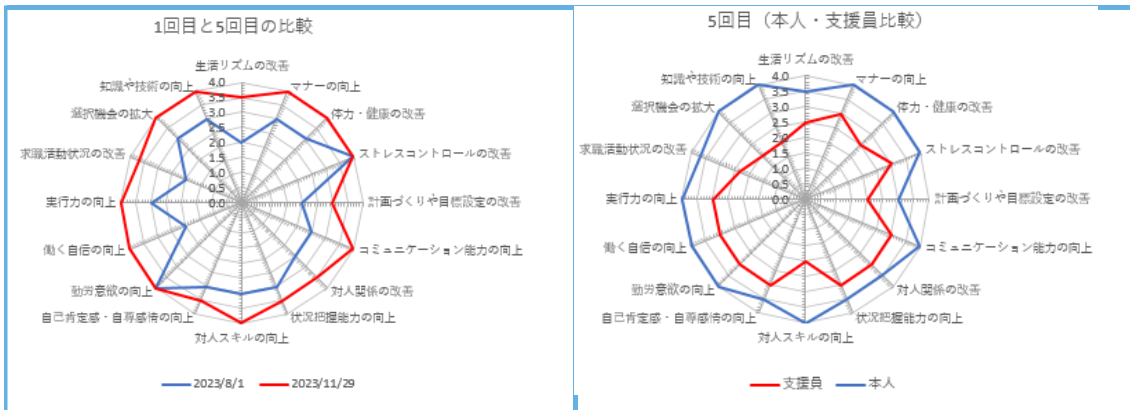 1回目と5回目の比較
生活リズムの改善
マナーの向上
体力・健康の改善
ストレスコントロールの改善
計画づくりや目標設定の改善
コミュニケーション能力の向上
対人関係の改善
状況把握能力の向上
対人スキルの向上
自己肯定感・自尊感情の向上
勤労意欲の向上
働く自信の向上
実行力の向上
求職活動状況の改善
選択機会の拡大
知識や技術の向上
4.0
3.5
3.0
2.5
2.0
1.5
1.0
0.5
0.0
2023/8/1
2023/11/29
5回目（本人・支援員比較）
生活リズムの改善
マナーの向上
体力・健康の改善
ストレスコントロールの改善
計画づくりや目標設定の改善
コミュニケーション能力の向上
対人関係の改善
状況把握能力の向上
対人スキルの向上
自己肯定感・自尊感情の向上
勤労意欲の向上
働く自信の向上
実行力の向上
求職活動状況の改善
選択機会の拡大
知識や技術の向上
4.0
3.5
3.0
2.5
2.0
1.5
1.0
0.5
0.0
支援員
本人